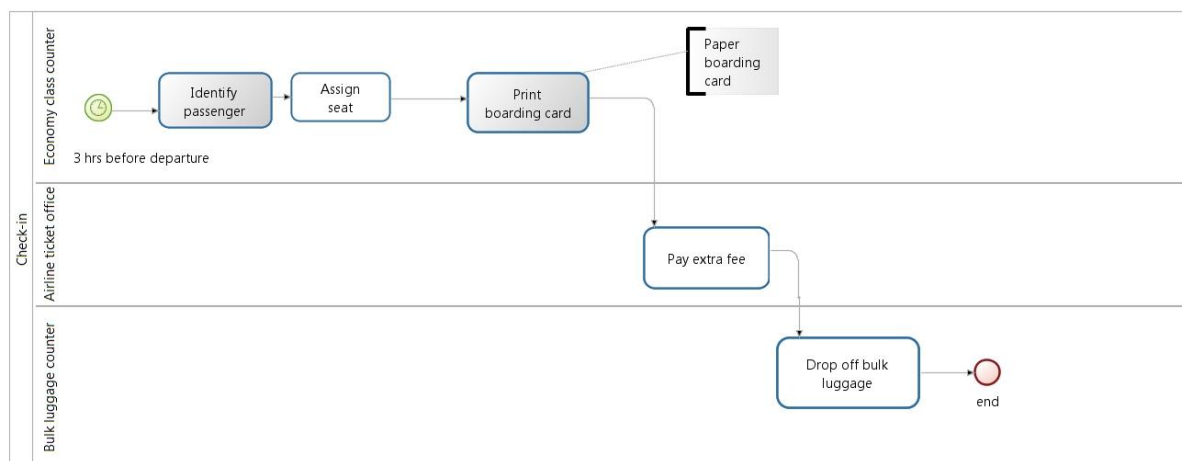 Check-in
Economy class counter
3 hrs before departure
Identify
passenger
Assign
seat
Print
boarding card
Paper
boarding
card
Airline ticket office
Pay extra fee
Bulk luggage counter
Drop off bulk
luggage
end